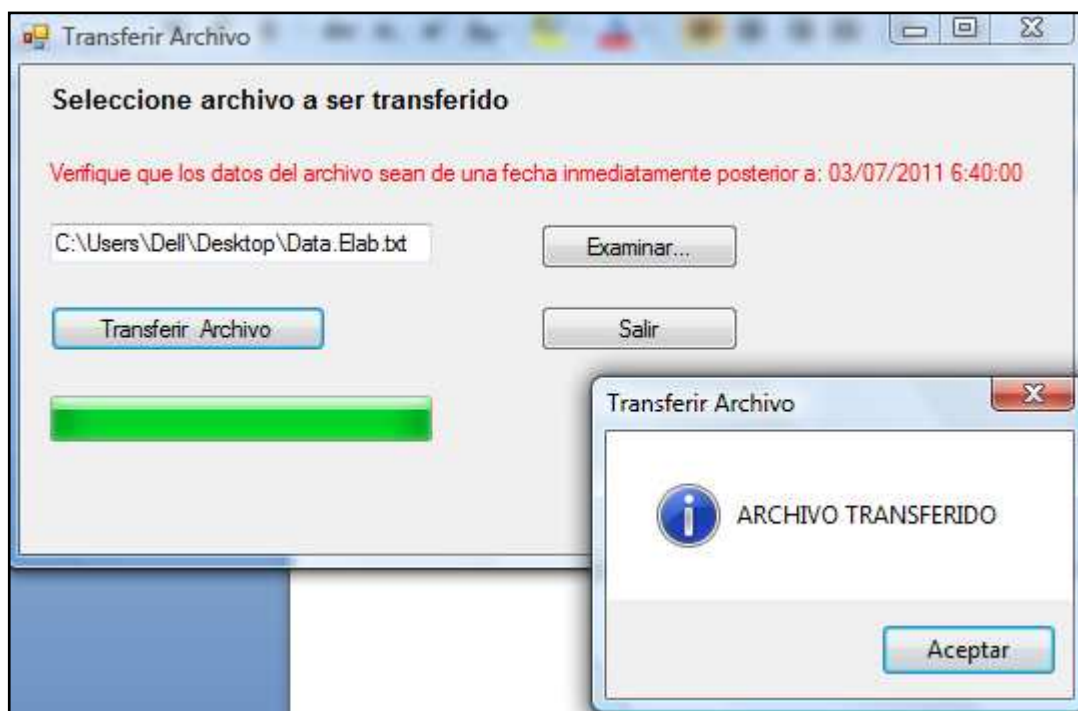 Transferir Archivo
Seleccione archivo a ser transferido
Verifique que los datos del archivo sean de una fecha inmediatamente posterior a: 03/07/2011 6:40:00
C:\Users\Dell\Desktop\Data.Elab.txt
Examinar...
Transferir Archivo
Salir
Transferir Archivo
ARCHIVO TRANSFERIDO
Aceptar